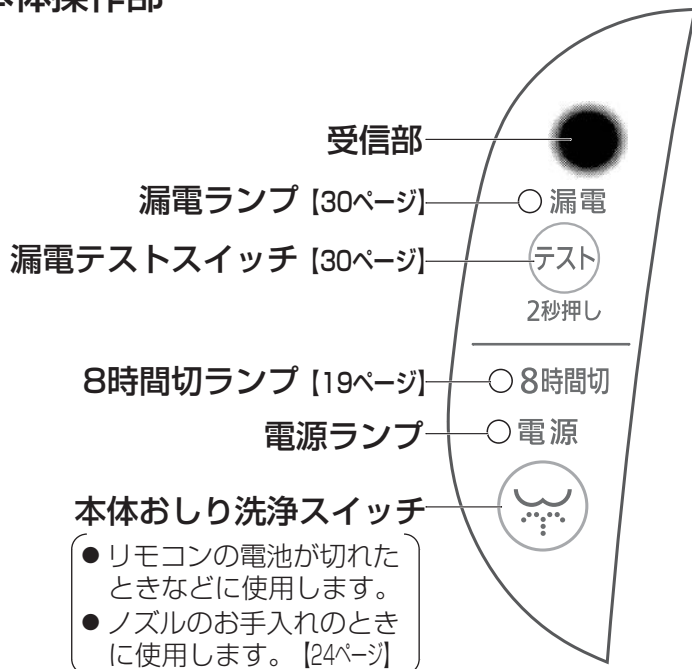 本体操作部
受信部
漏電ランプ【30ページ】
漏電
漏電テストスイッチ【30ページ】
テスト
2秒押し
8時間切ランプ【19ページ】
8時間切
電源ランプ
電源
本体おしり洗浄スイッチ
●リモコンの電池が切れた
ときなどに使用します。
●ノズルのお手入れのとき
に使用します。【24ページ】